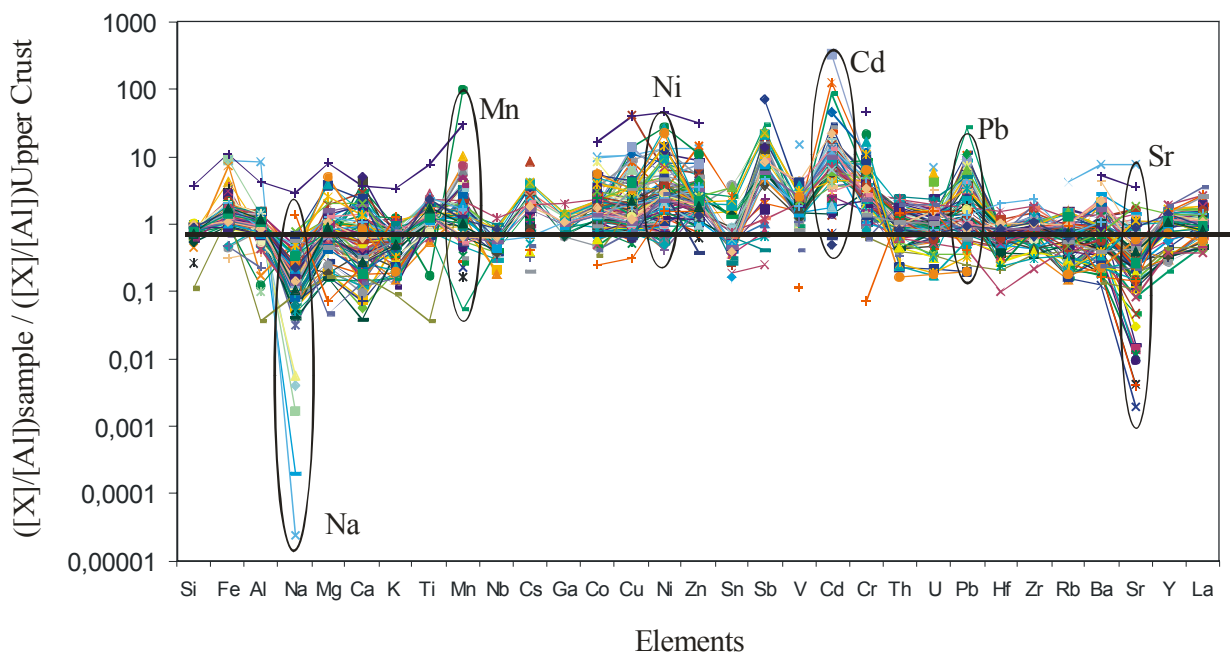 ([X]/[Al])sample / ([X]/[Al])Upper Crust
1000
100
10
1
0,1
0,01
0,001
0,0001
0,00001
Na
Mn
Ni
Cd
Pb
Sr
Si Fe Al Na Mg Ca K Ti Mn Nb Cs Ga Co Cu Ni Zn Sn Sb V Cd Cr Th U Pb Hf Zr Rb Ba Sr Y La
Elements